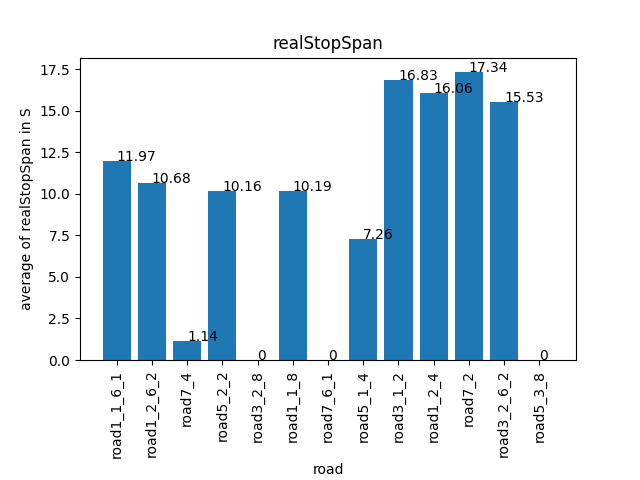 realStopSpan
average of realStopSpan in S
17.5
15.0
12.5
10.0
7.5
5.0
2.5
0.0
11.97
10.68
1.14
10.16
0
10.19
0
7.26
16.83
16.06
17.34
15.53
0
road1_1_6_1
road1_2_6_2
road7_4
road5_2_2
road3_2_8
road1_1_8
road7_6_1
road5_1_4
road3_1_2
road1_2_4
road7_2
road3_2_6_2
road5_3_8
road